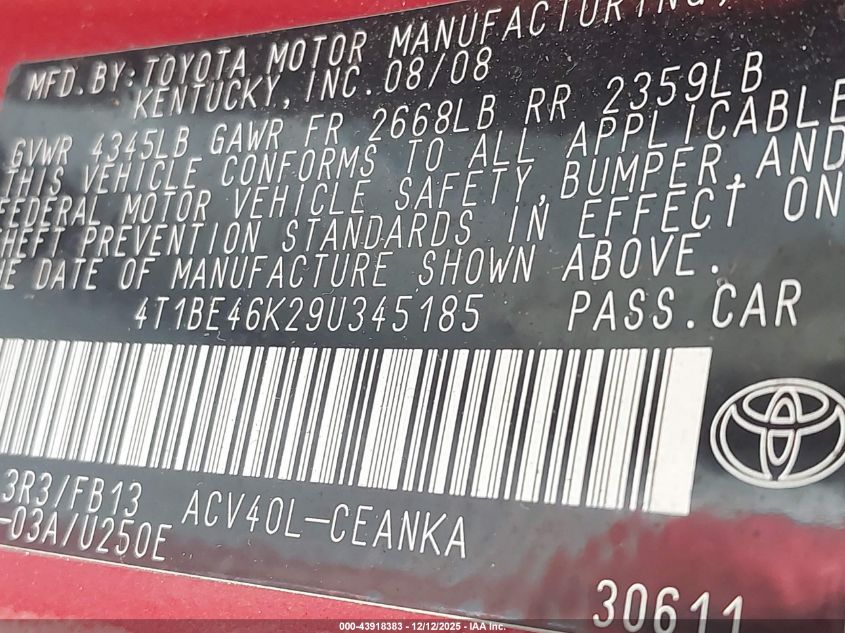 MFD.BY:TOYOTA MOTOR MANUFACTURING,
KENTUCKY, INC. 08/08
GVWR 4345LB GAWR FR 2668LB RR 2359LB
THIS VEHICLE CONFORMS TO ALL APPLICABLE
FEDERAL MOTOR VEHICLE SAFETY, BUMPER, AND
THEFT PREVENTION STANDARDS IN EFFECT ON
HE DATE OF MANUFACTURE SHOWN ABOVE.
4T1BE46K29U345185 PASS.CAR
3R3/FB13 ACV40L-CEANKA
-03A/U250E
30611
000-43918383 - 12/12/2025 - IAA Inc.